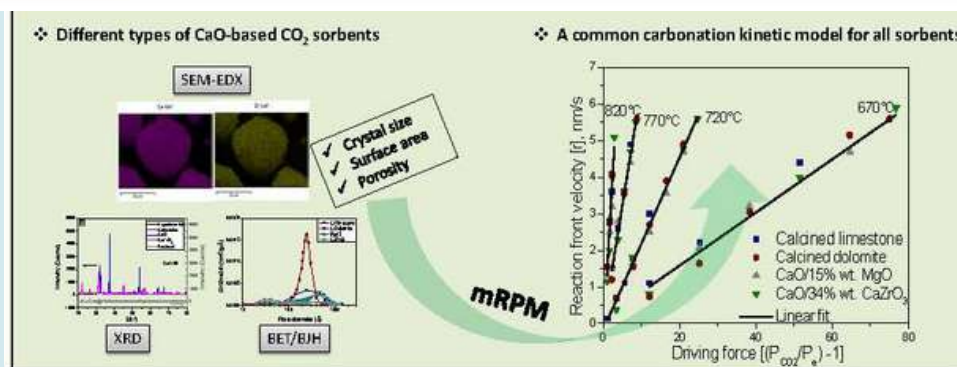 ❖ Different types of CaO-based CO₂ sorbents
SEM-EDX
✓ Crystal size
✓ Surface area
✓ Porosity
XRD
BET/BJH
mRPM
❖ A common carbonation kinetic model for all sorbents
Reaction front velocity [r], nm/s
7
6
5
4
3
2
1
0
820°C
770°C
720°C
670°C
Calcined limestone
Calcined dolomite
CaO/15% wt. MgO
CaO/34% wt. CaZrO₃
Linear fit
0 20 40 60 80
Driving force [(P_CO2/P_e) -1]